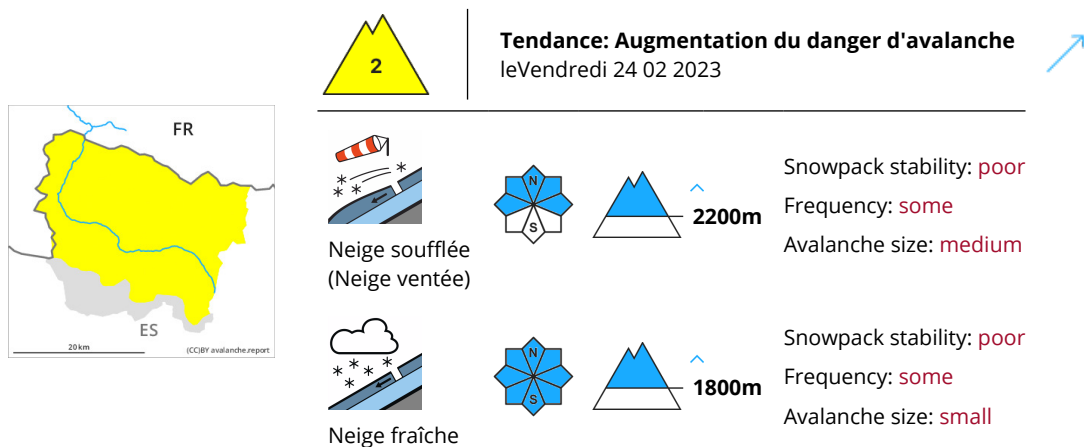 2
Tendance: Augmentation du danger d'avalanche
leVendredi 24 02 2023
FR
ES
20 km
(CC)BY avalanche.report
N
S
2200m
Snowpack stability: poor
Frequency: some
Avalanche size: medium
Neige soufflée
(Neige ventée)
N
S
1800m
Snowpack stability: poor
Frequency: some
Avalanche size: small
Neige fraîche